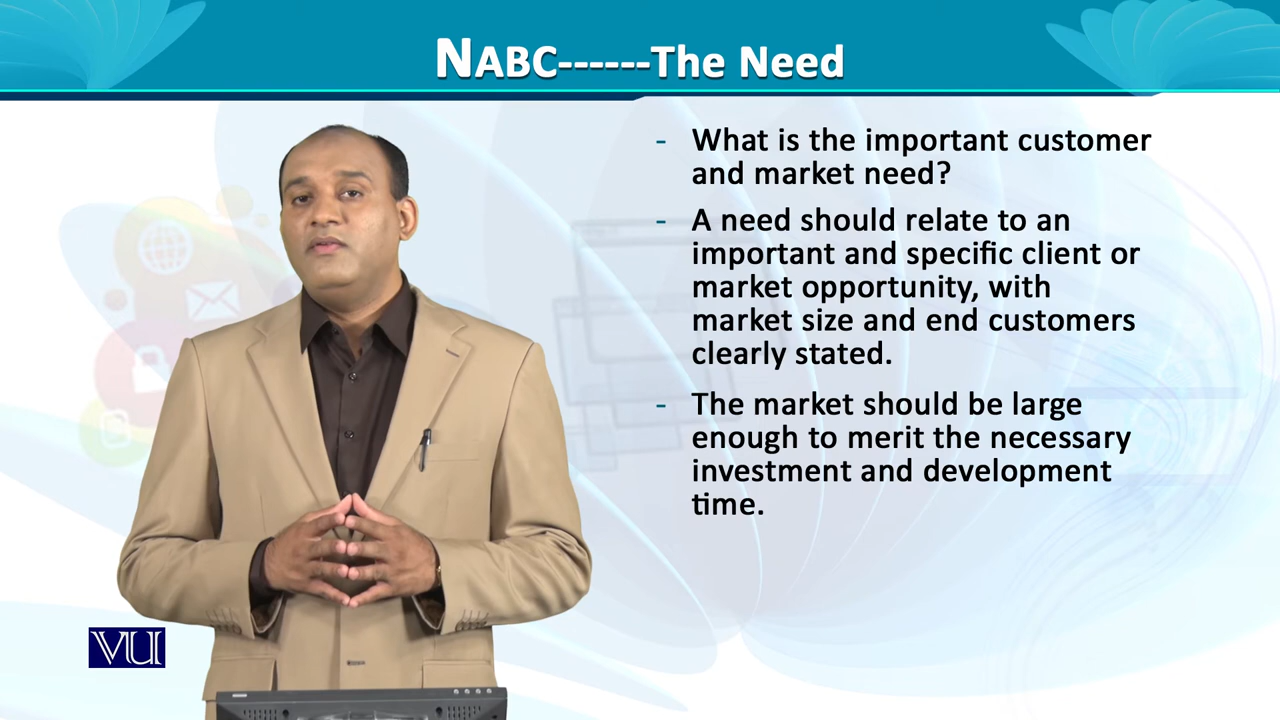 NABC------The Need
- What is the important customer
and market need?
- A need should relate to an
important and specific client or
market opportunity, with
market size and end customers
clearly stated.
- The market should be large
enough to merit the necessary
investment and development
time.
VU